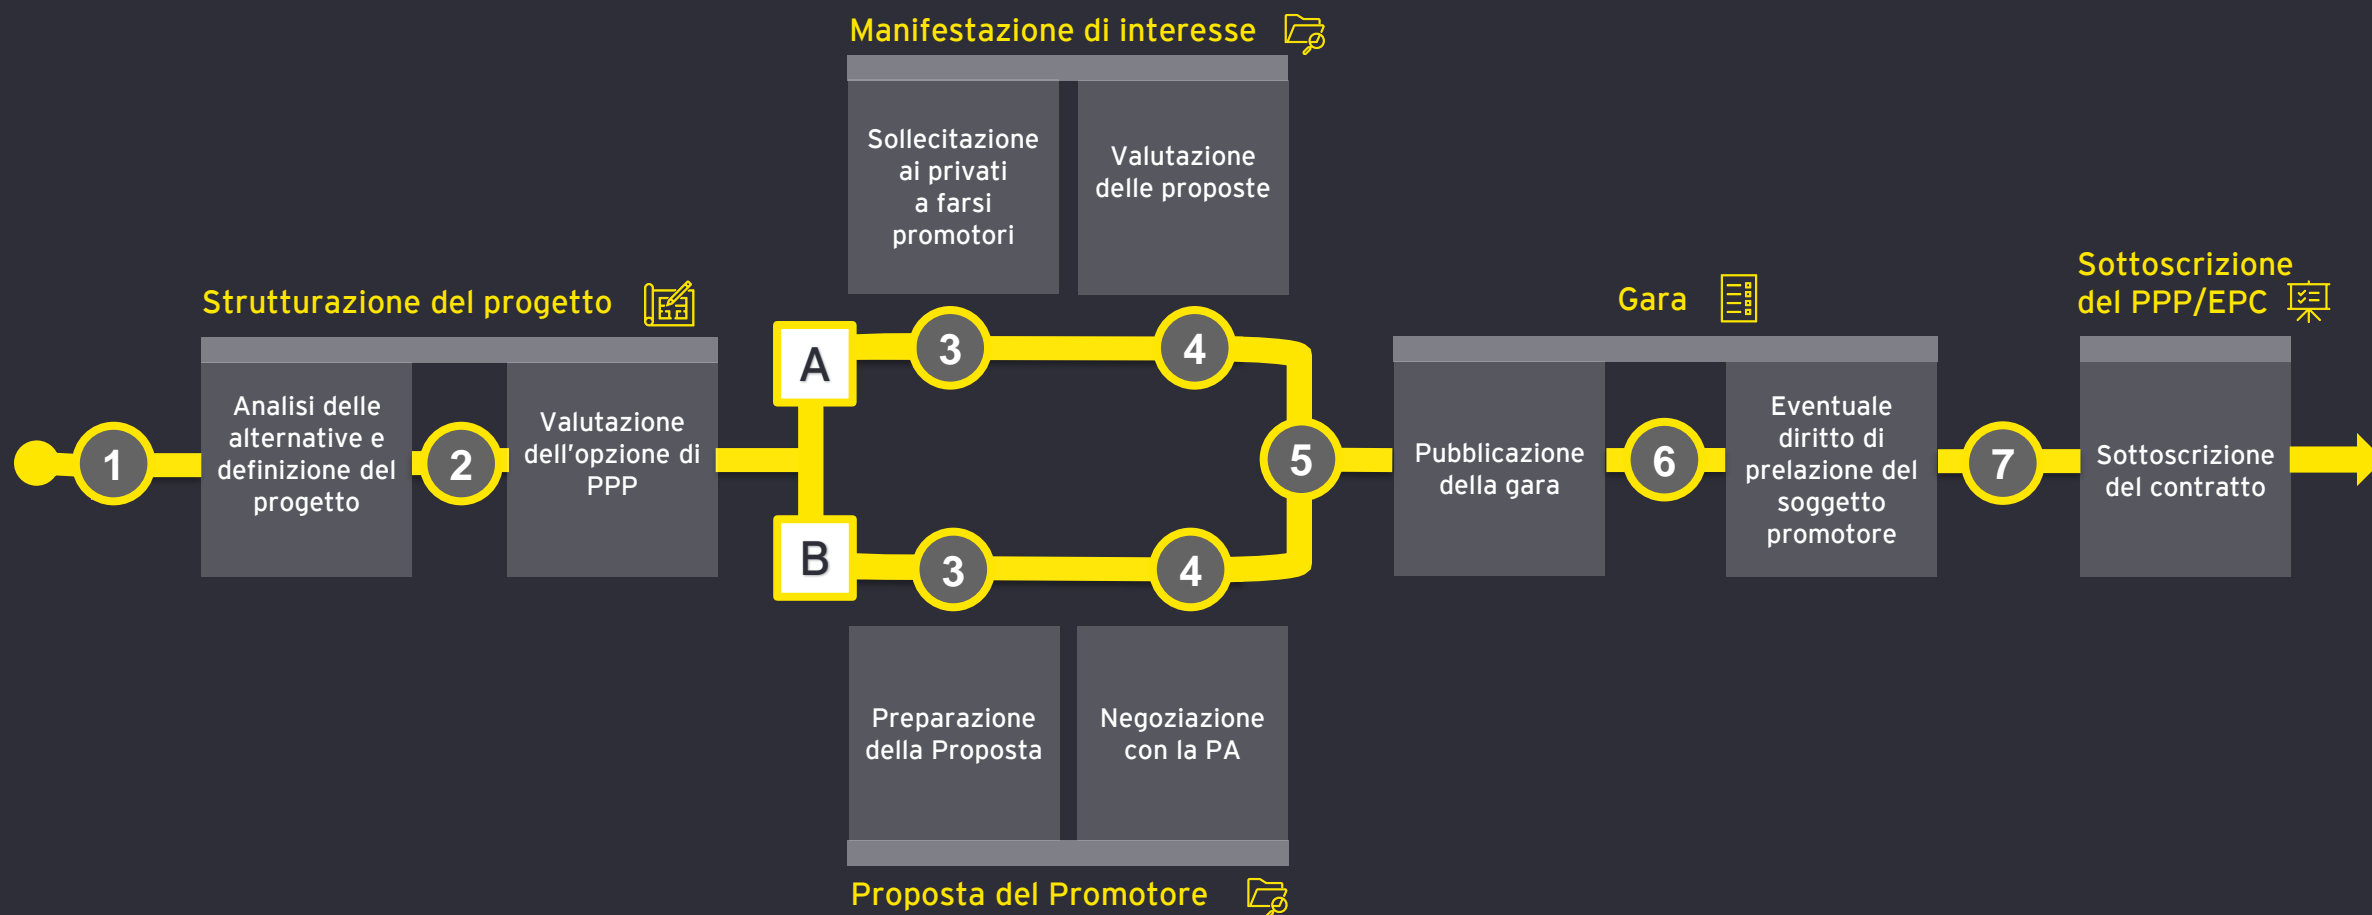 Manifestazione di interesse
Sollecitazione
ai privati
a farsi
promotori
Valutazione
delle proposte
Strutturazione del progetto
Analisi delle
alternative e
definizione del
progetto
Valutazione
dell'opzione di
PPP
1
2
A
3
4
B
3
4
5
Preparazione
della Proposta
Negoziazione
con la PA
Proposta del Promotore
Gara
Pubblicazione
della gara
6
Eventuale
diritto di
prelazione del
soggetto
promotore
7
Sottoscrizione
del PPP/EPC
Sottoscrizione
del contratto